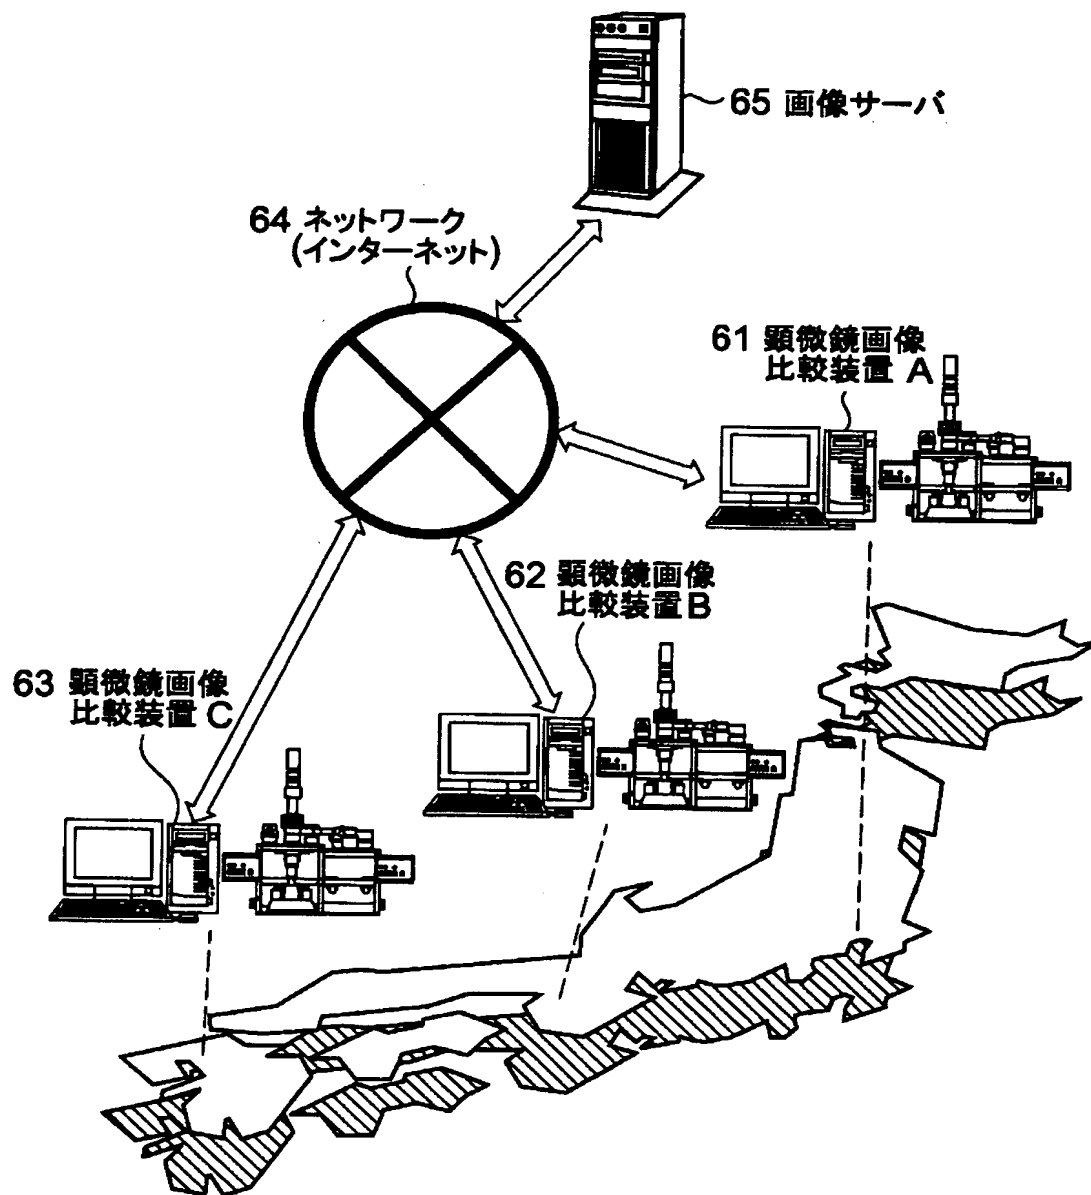 65 画像サーバ
64 ネットワーク
(インターネット)
61 顕微鏡画像
比較装置 A
62 顕微鏡画像
比較装置B
63 顕微鏡画像
比較装置 C